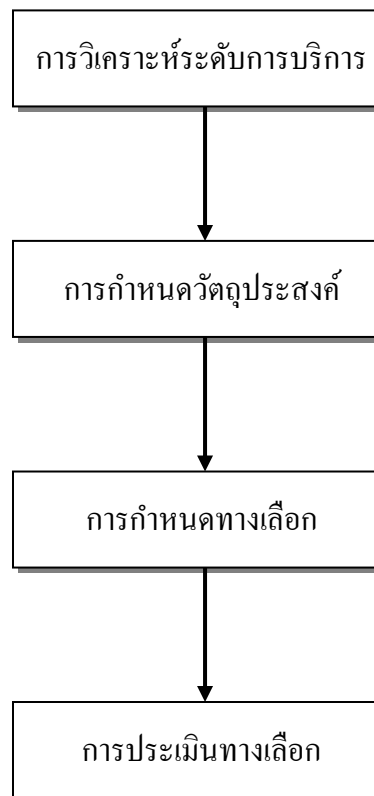 การวิเคราะห์ระดับการบริการ
การกำหนดวัตถุประสงค์
การกำหนดทางเลือก
การประเมินทางเลือก